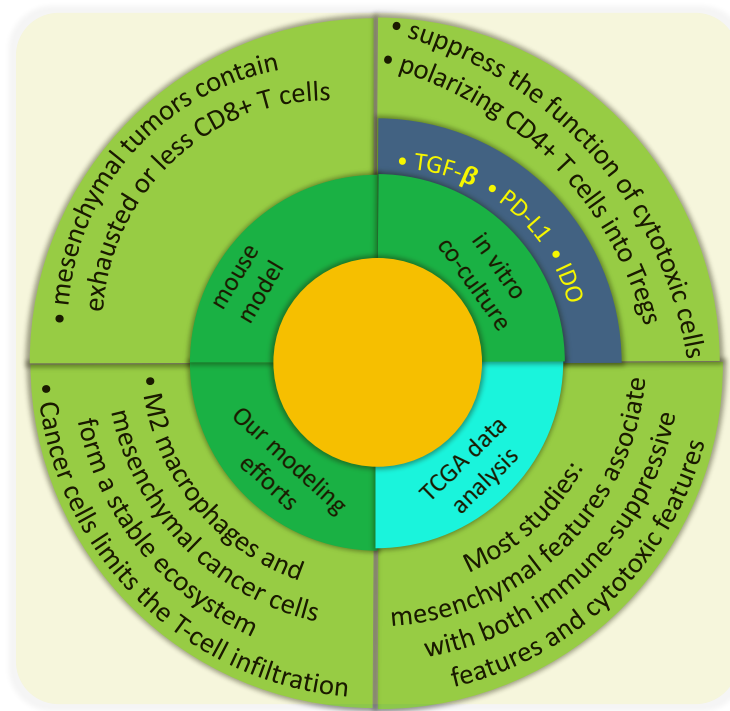 • mesenchymal tumors contain
exhausted or less CD8+ T cells
mouse
model
• suppress the function of cytotoxic cells
• polarizing CD4+ T cells into Tregs
• TGF-β • PD-L1 • IDO
in vitro
co-culture
Our modeling
efforts
• M2 macrophages and
mesenchymal cancer cells
form a stable ecosystem
• Cancer cells limits the T-cell infiltration
TCGA data
analysis
Most studies:
mesenchymal features associate
with both immune-suppressive
features and cytotoxic features